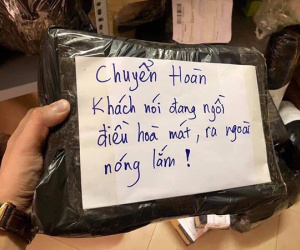 Chuyển Hoàn
Khách nói đang ngồi
điều hoà mát, ra ngoài
nóng lắm !